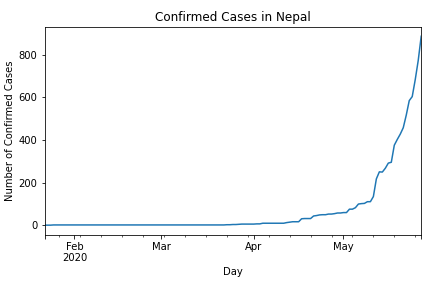 Confirmed Cases in Nepal
Number of Confirmed Cases
800
600
400
200
0
Feb
2020
Mar
Apr
May
Day